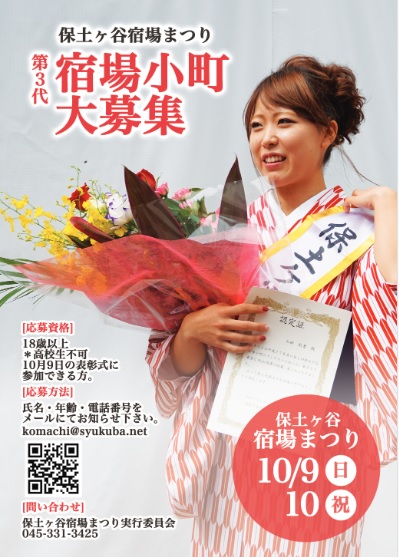 保土ヶ谷宿場まつり
第3代
宿場小町
大募集
保土ケ
認定証
[応募資格]
18歳以上
＊高校生不可
10月9日の表彰式に
参加できる方。
[応募方法]
氏名・年齢・電話番号を
メールにてお知らせ下さい。
komachi@syukuba.net
[問い合わせ]
保土ヶ谷宿場まつり実行委員会
045-331-3425
保土ヶ谷
宿場まつり
10/9 日
10 祝